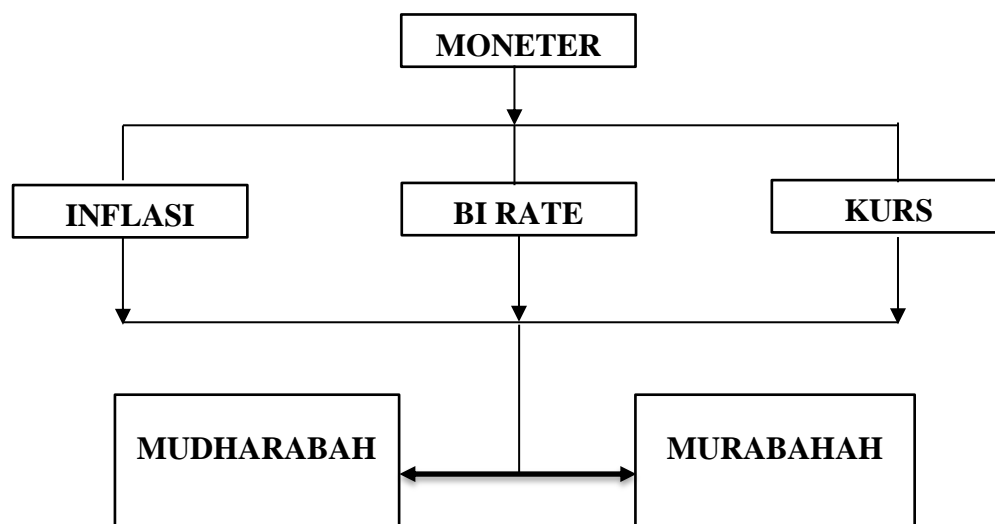 MONETER
INFLASI
BI RATE
KURS
MUDHARABAH
MURABAHAH